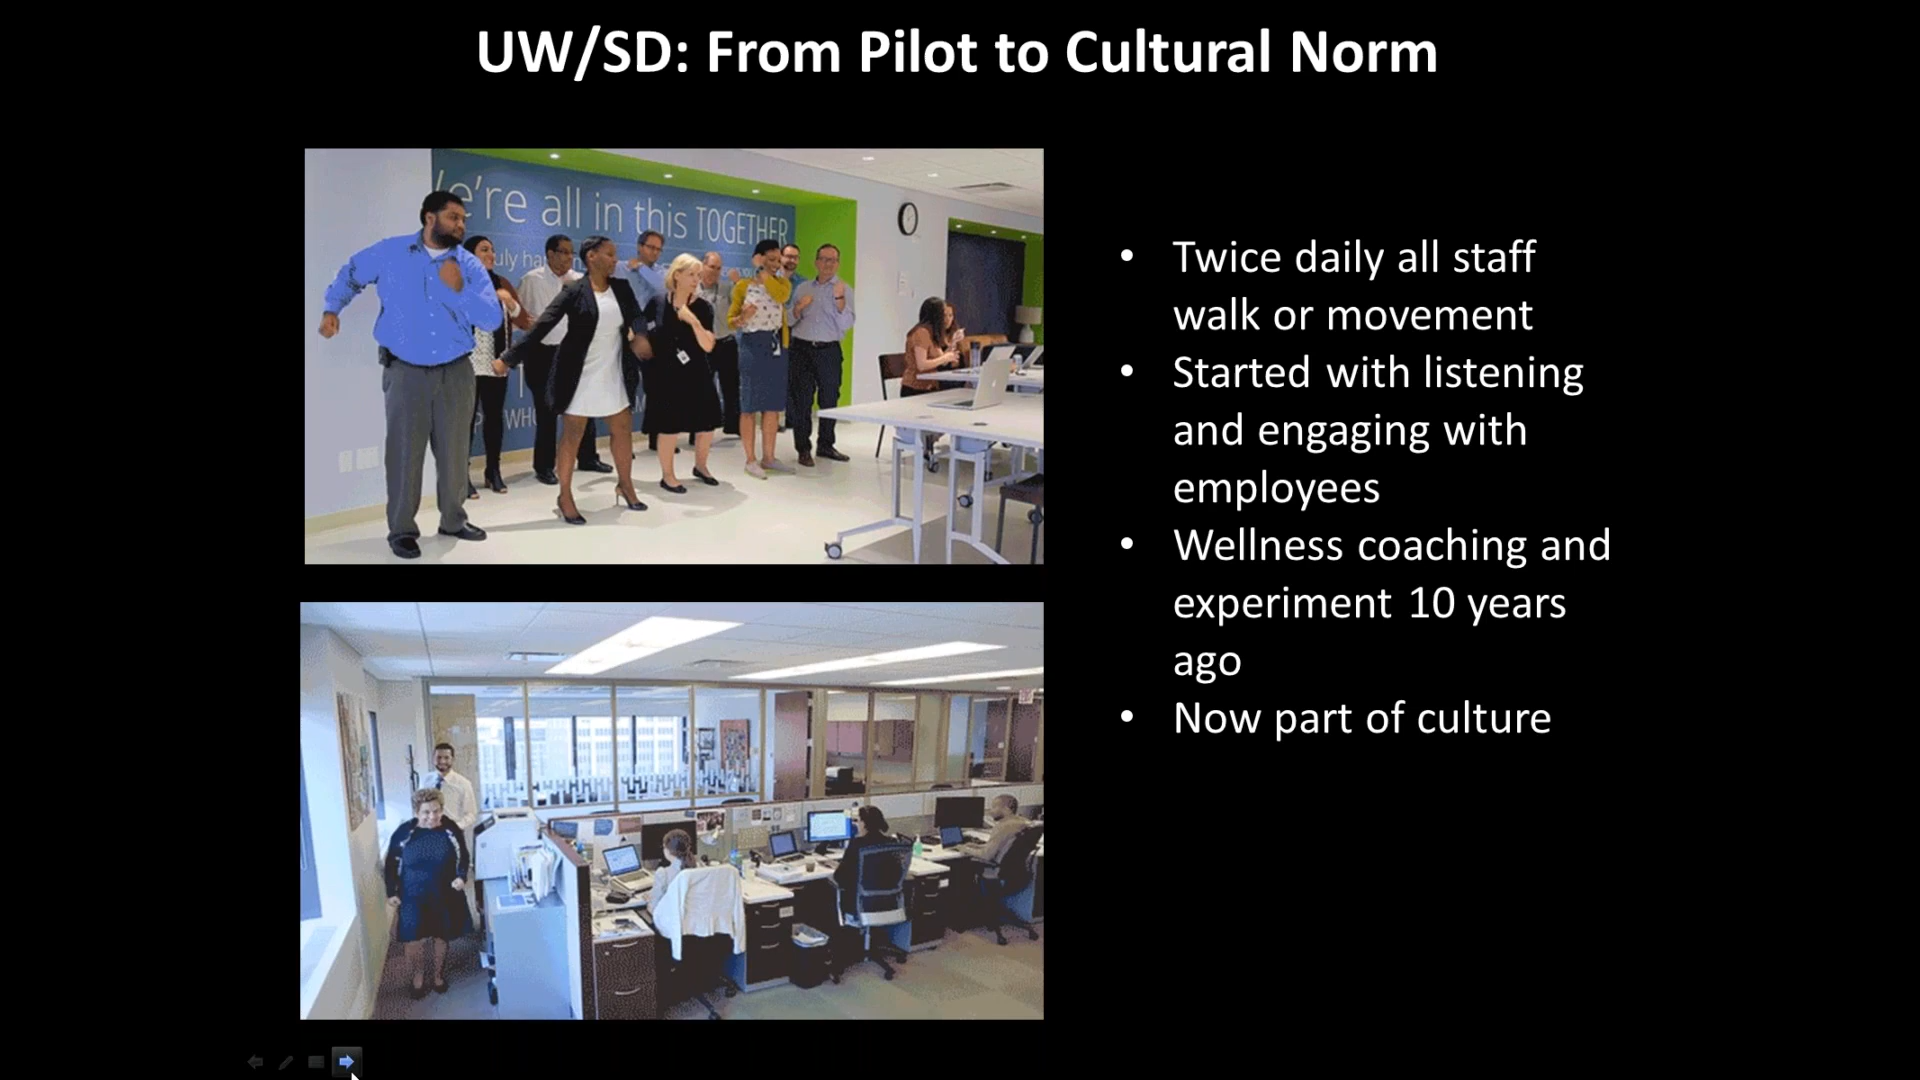 UW/SD: From Pilot to Cultural Norm
e're all in this TOGETHER
• Twice daily all staff
walk or movement
• Started with listening
and engaging with
employees
• Wellness coaching and
experiment 10 years
ago
• Now part of culture